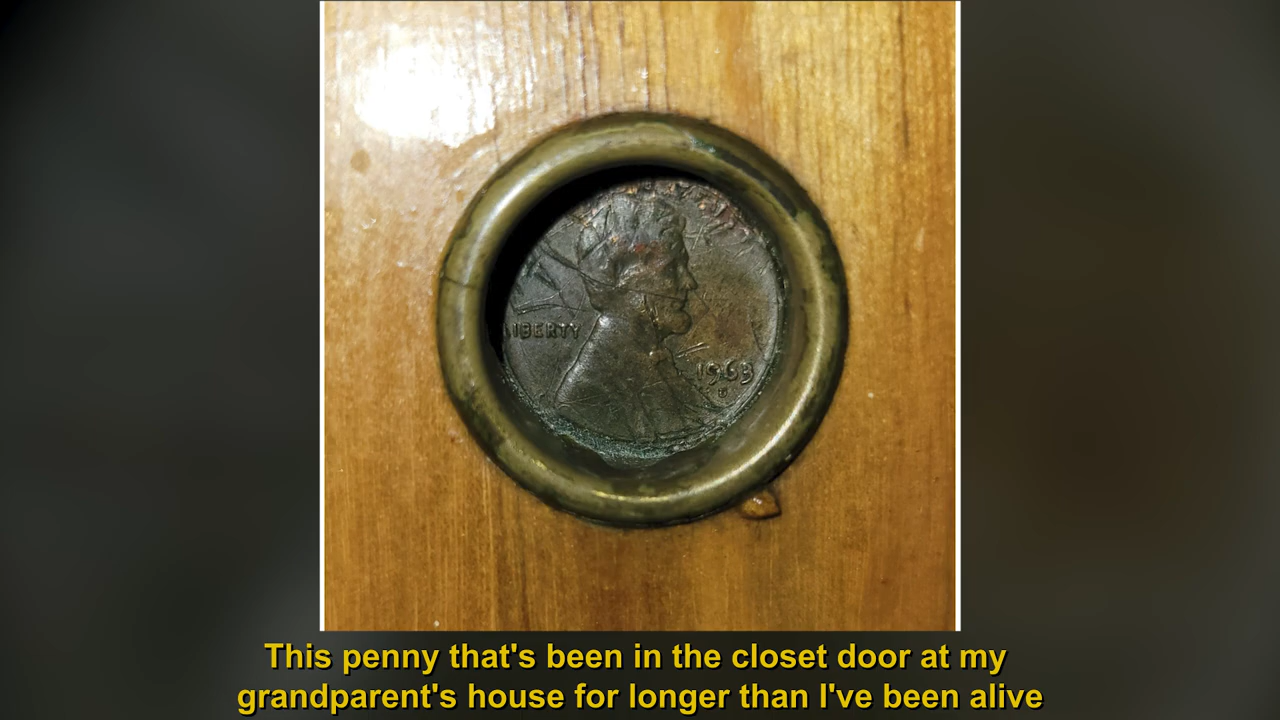 LIBERTY
1963
D
This penny that's been in the closet door at my
grandparent's house for longer than I've been alive